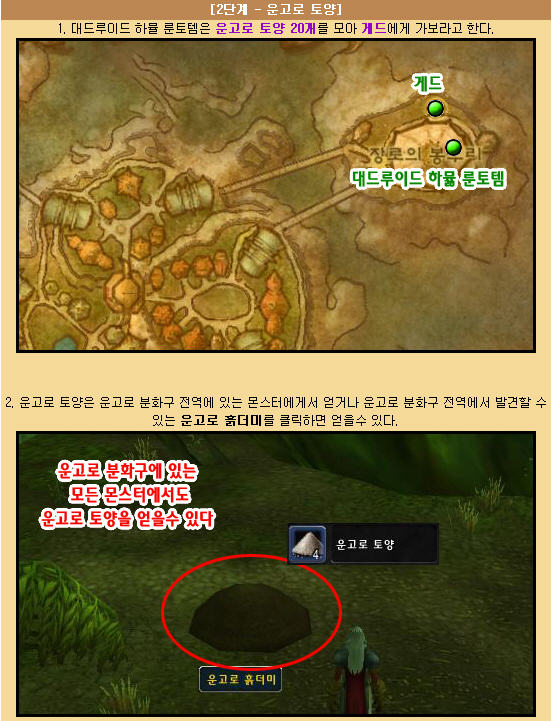 [2단계 - 운고로 토양]
1. 대드루이드 하뮬 룬토템은 운고로 토양 20개를 모아 게드에게 가보라고 한다.
게드
장로의 봉우리
대드루이드 하뮬 룬토템
2. 운고로 토양은 운고로 분화구 전역에 있는 몬스터에게서 얻거나 운고로 분화구 전역에서 발견할 수
있는 운고로 흙더미를 클릭하면 얻을수 있다.
운고로 분화구에 있는
모든 몬스터에서도
운고로 토양을 얻을수 있다
4
운고로 토양
운고로 흙더미